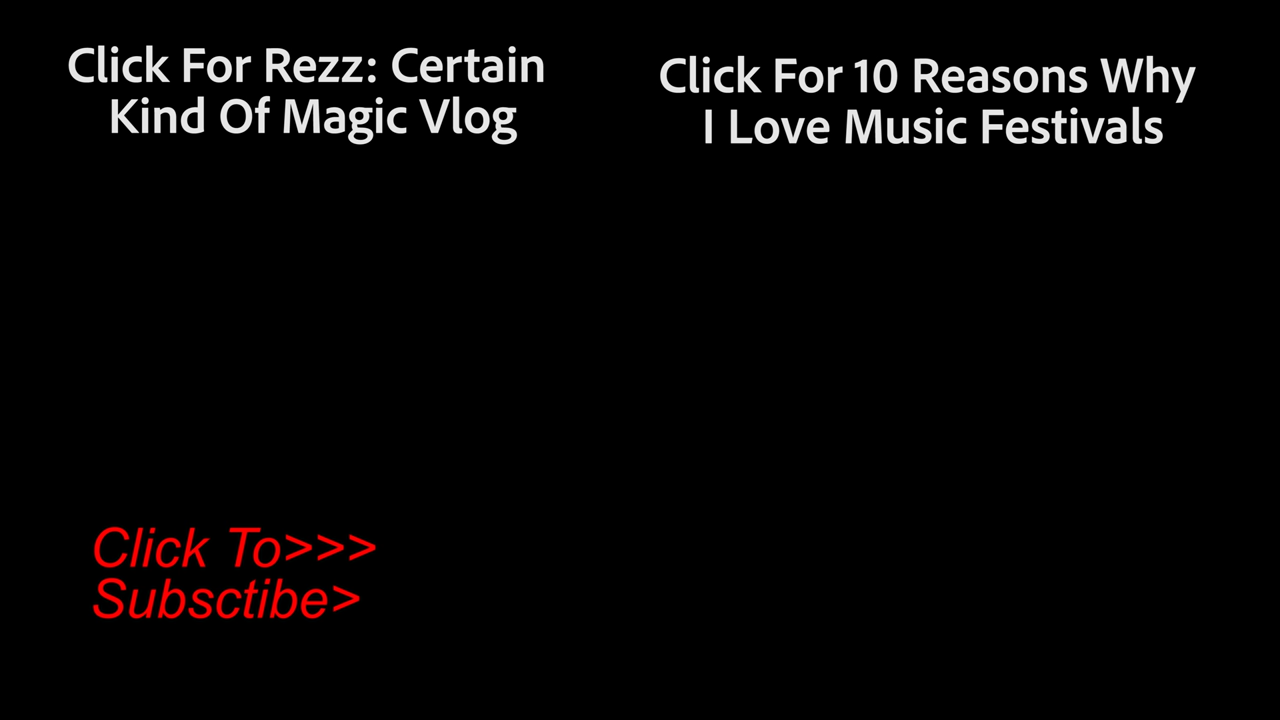 Click For Rezz: Certain
Kind Of Magic Vlog
Click For 10 Reasons Why
I Love Music Festivals
Click To>>>
Subsctibe>